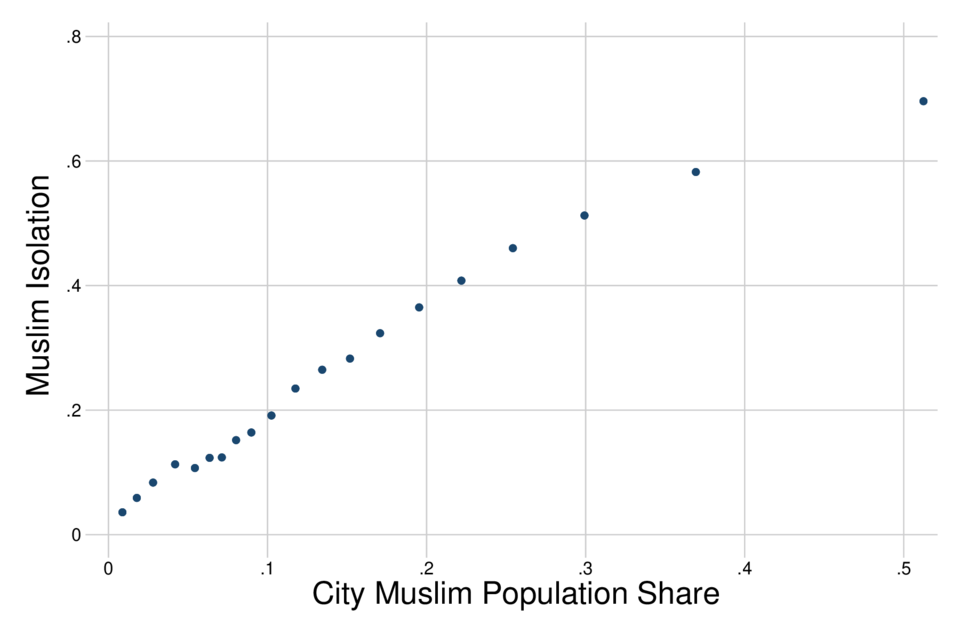 .8
.6
.4
.2
0
Muslim Isolation
0 .1 .2 .3 .4 .5
City Muslim Population Share